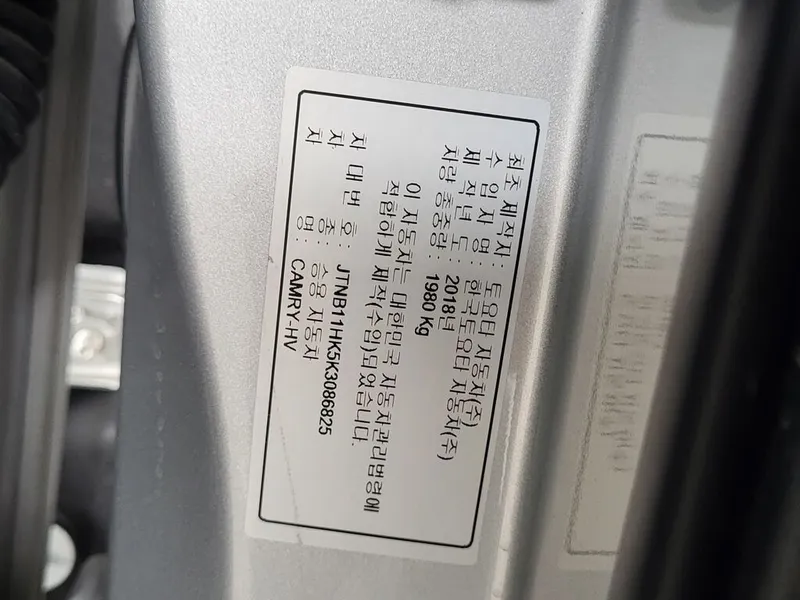 최초 제작자 : 토요타 자동차(주)
수 입 자 명 : 한국토요타 자동차(주)
제 작 년 도 : 2018년
차량 총중량 : 1980 Kg
이 자동차는 대한민국 자동차관리법령에
적합하게 제작(수입)되었습니다.
차 대 번 호 : JTNB11HK5K3086825
차 종 : 승용 자동차
차 명 : CAMRY-HV